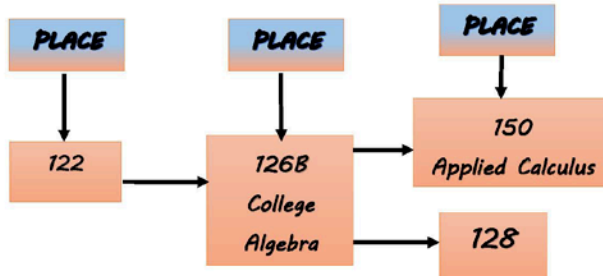 PLACE
PLACE
PLACE
122
126B
College
Algebra
150
Applied Calculus
128